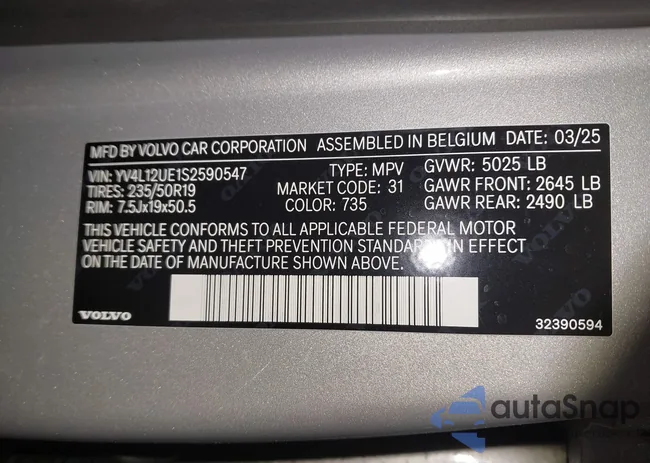 MFD BY VOLVO CAR CORPORATION ASSEMBLED IN BELGIUM DATE: 03/25
VIN: YV4L12UE1S2590547 TYPE: MPV GVWR: 5025 LB
TIRES: 235/50R19 MARKET CODE: 31 GAWR FRONT: 2645 LB
RIM: 7.5Jx19x50.5 COLOR: 735 GAWR REAR: 2490 LB
THIS VEHICLE CONFORMS TO ALL APPLICABLE FEDERAL MOTOR
VEHICLE SAFETY AND THEFT PREVENTION STANDARDS IN EFFECT
ON THE DATE OF MANUFACTURE SHOWN ABOVE.
VOLVO 32390594
autoSnap